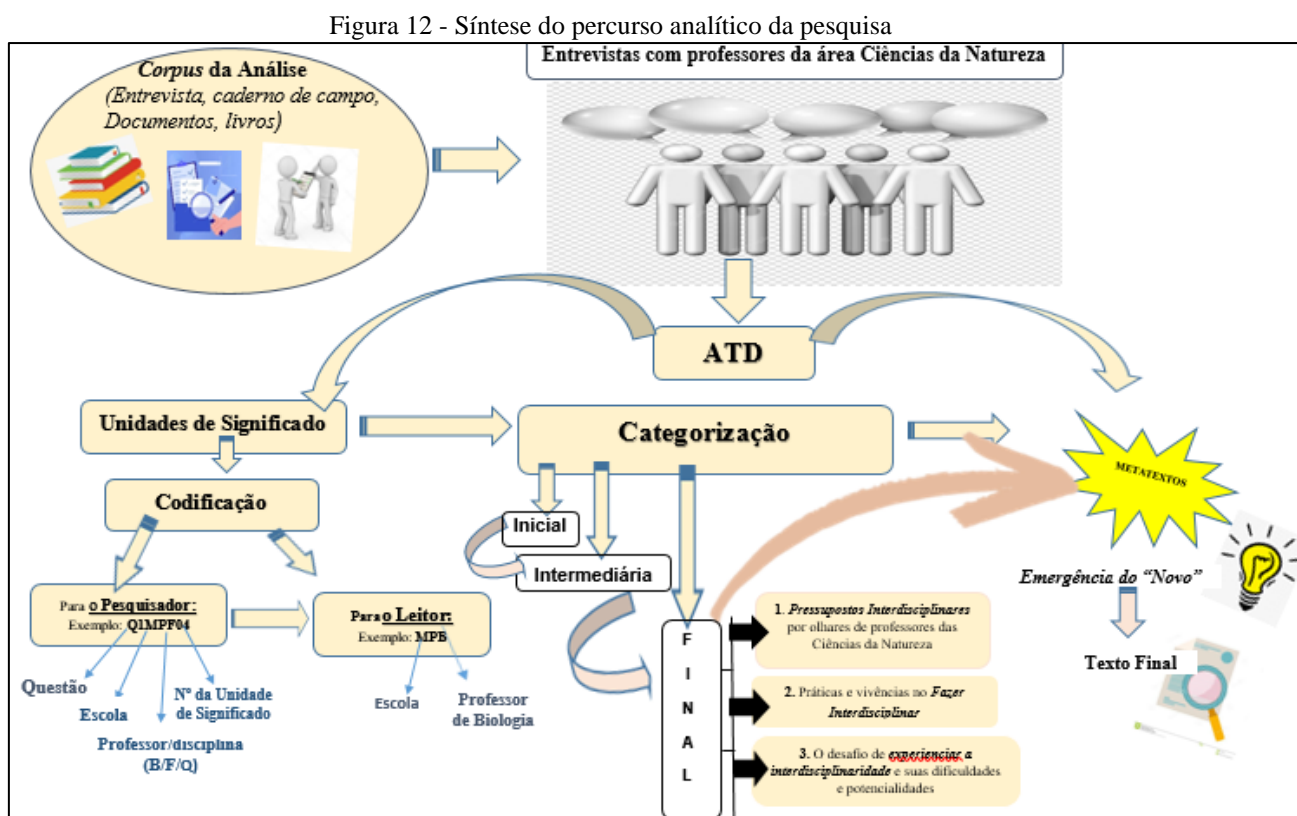 Figura 12 - Síntese do percurso analítico da pesquisa
Corpus da Análise
(Entrevista, caderno de campo,
Documentos, livros)
Entrevistas com professores da área Ciências da Natureza
ATD
Unidades de Significado
Categorização
METATEXTOS
Codificação
Inicial
Intermediária
Emergência do “Novo”
Texto Final
Para o Pesquisador:
Exemplo: Q1MPF04
Para o Leitor:
Exemplo: MPB
Questão
Escola
Nº da Unidade
de Significado
Professor/disciplina
(B/F/Q)
Escola
Professor
de Biologia
F
I
N
A
L
1. Pressupostos Interdisciplinares
por olhares de professores das
Ciências da Natureza
2. Práticas e vivências no Fazer
Interdisciplinar
3. O desafio de experiencias a
interdisciplinaridade e suas dificuldades
e potencialidades